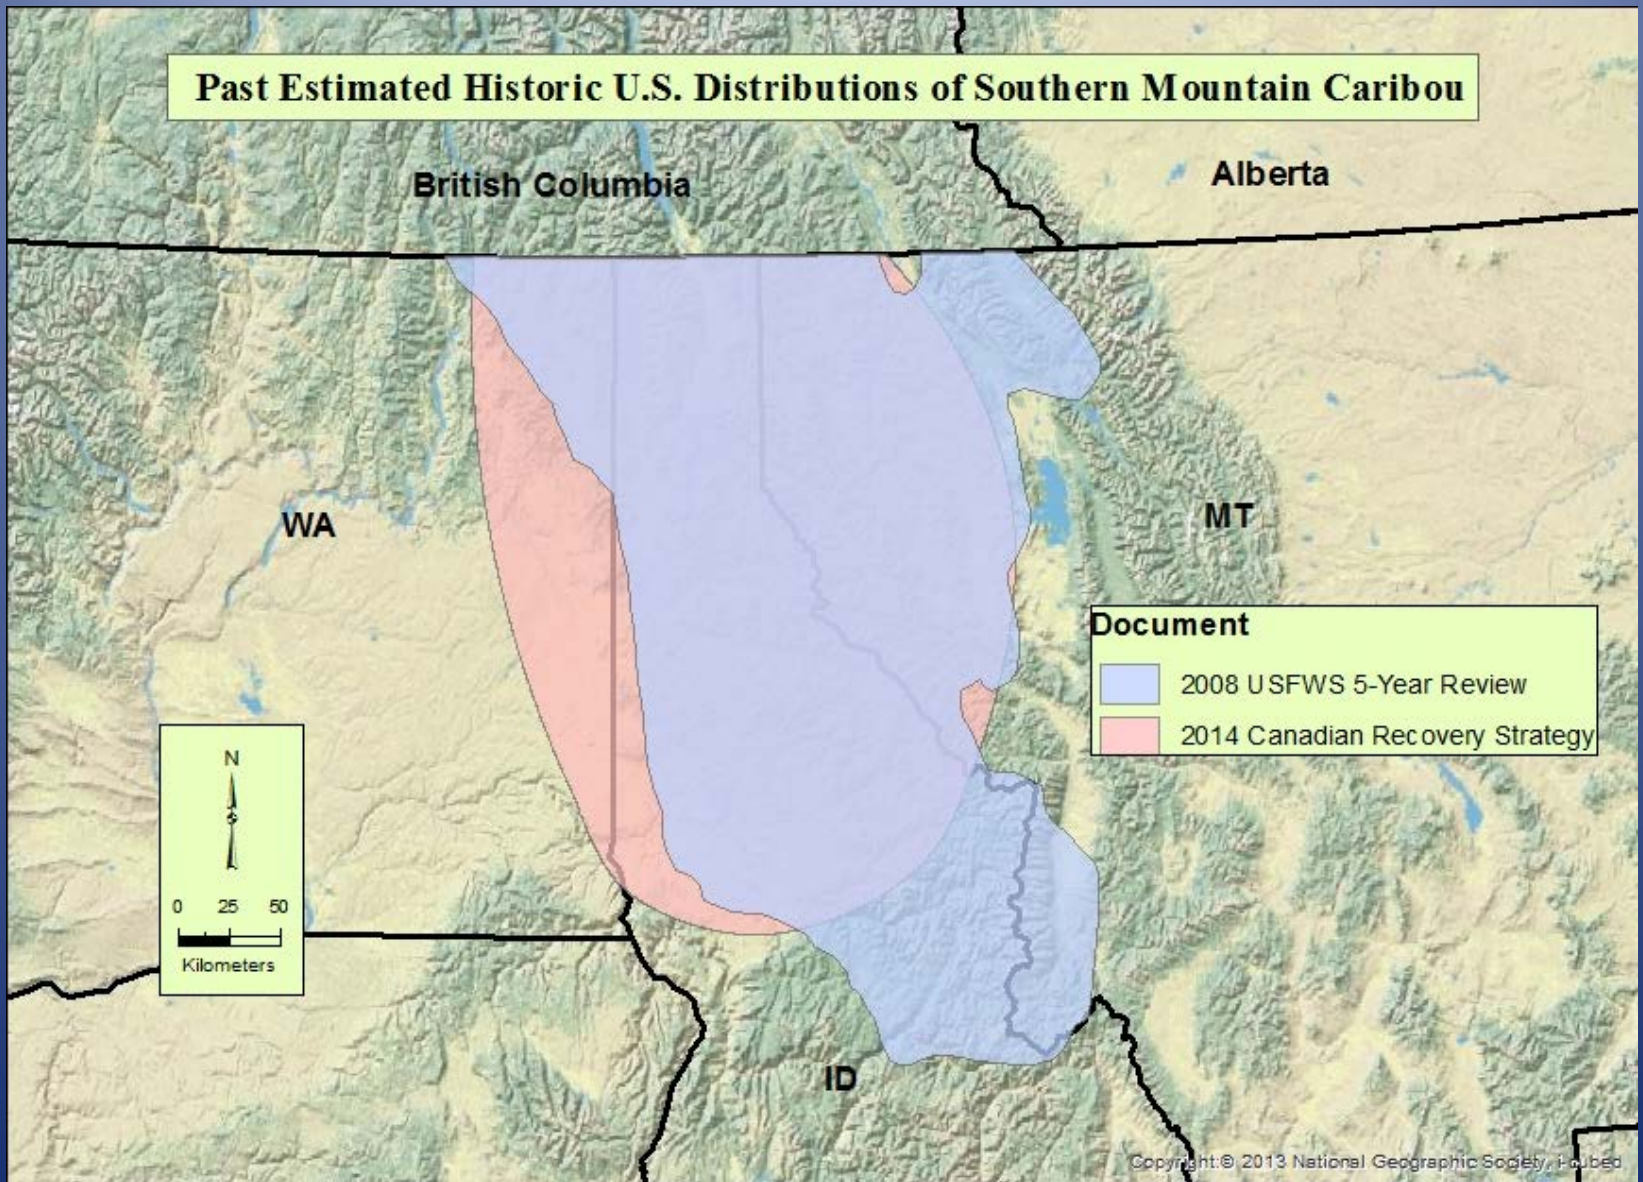 Past Estimated Historic U.S. Distributions of Southern Mountain Caribou
British Columbia
Alberta
WA
MT
Document
2008 USFWS 5-Year Review
2014 Canadian Recovery Strategy
N
0 25 50
Kilometers
ID
Copyright:© 2013 National Geographic Society, i-cubed